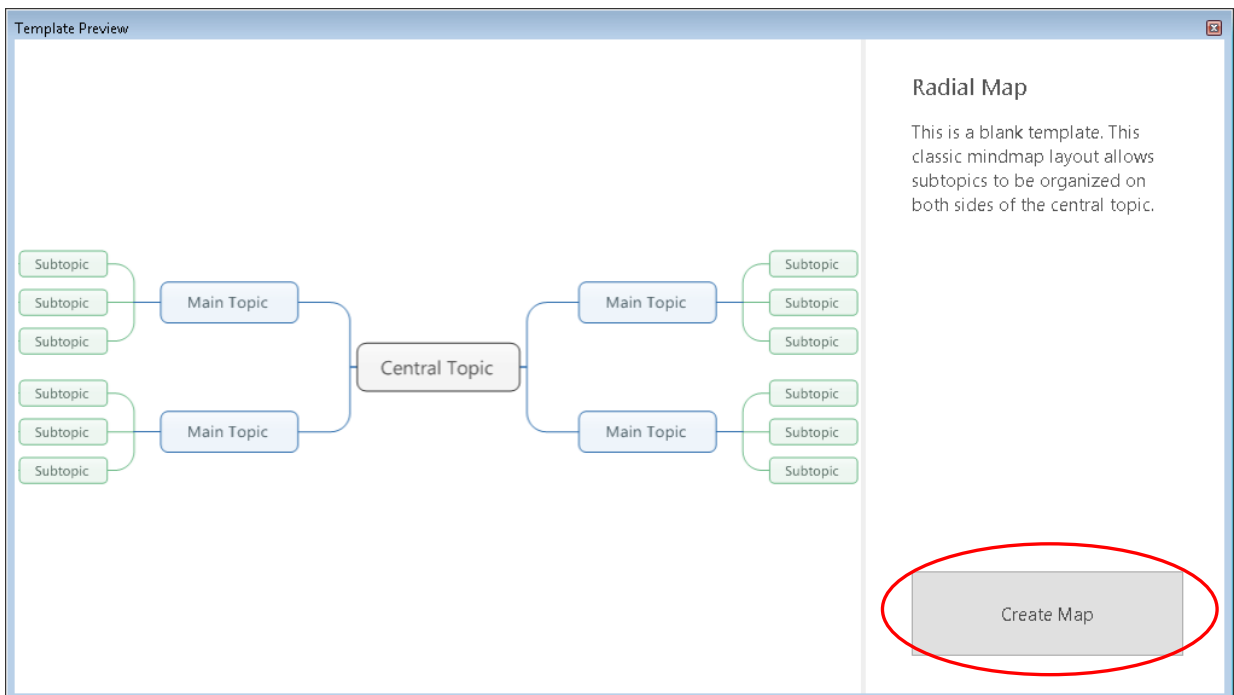 Template Preview
Radial Map
This is a blank template. This
classic mindmap layout allows
subtopics to be organized on
both sides of the central topic.
Subtopic
Subtopic
Subtopic
Main Topic
Subtopic
Subtopic
Subtopic
Main Topic
Central Topic
Main Topic
Subtopic
Subtopic
Subtopic
Main Topic
Subtopic
Subtopic
Subtopic
Create Map